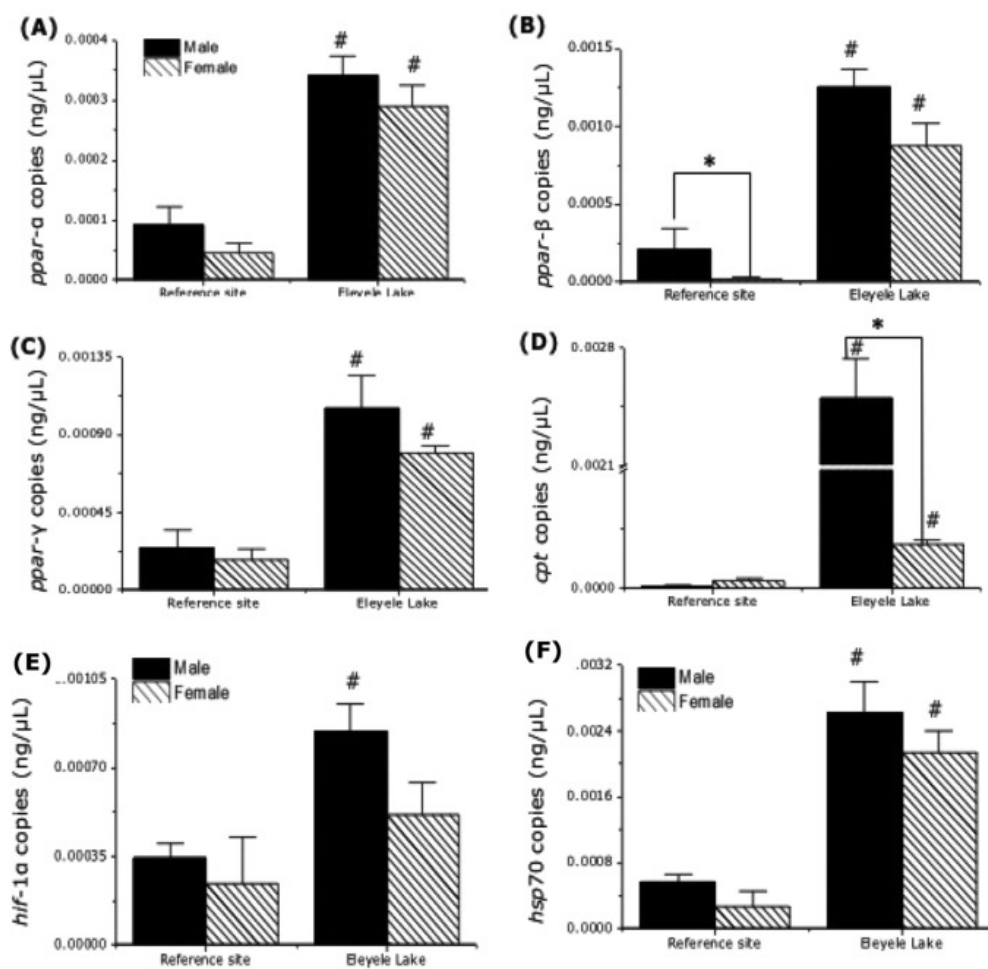 (A)
ppar-α copies (ng/µL)
0.0004
0.0003
0.0002
0.0001
0.0000
Male
Female
#
#
Reference site
Eleyele Lake
(B)
ppar-β copies (ng/µL)
0.0015
0.0010
0.0005
0.0000
*
#
#
Reference site
Eleyele Lake
(C)
ppar-γ copies (ng/µL)
0.00135
0.00090
0.00045
0.00000
#
#
Reference site
Eleyele Lake
(D)
cpt copies (ng/µL)
0.0028
0.0021
0.0000
*
#
#
Reference site
Eleyele Lake
(E)
hif-1α copies (ng/µL)
.00105
0.00070
0.00035
0.00000
Male
Female
#
Reference site
Eleyele Lake
(F)
hsp70 copies (ng/µL)
.0032
0.0024
0.0016
0.0008
0.0000
Male
Female
#
#
Reference site
Eleyele Lake